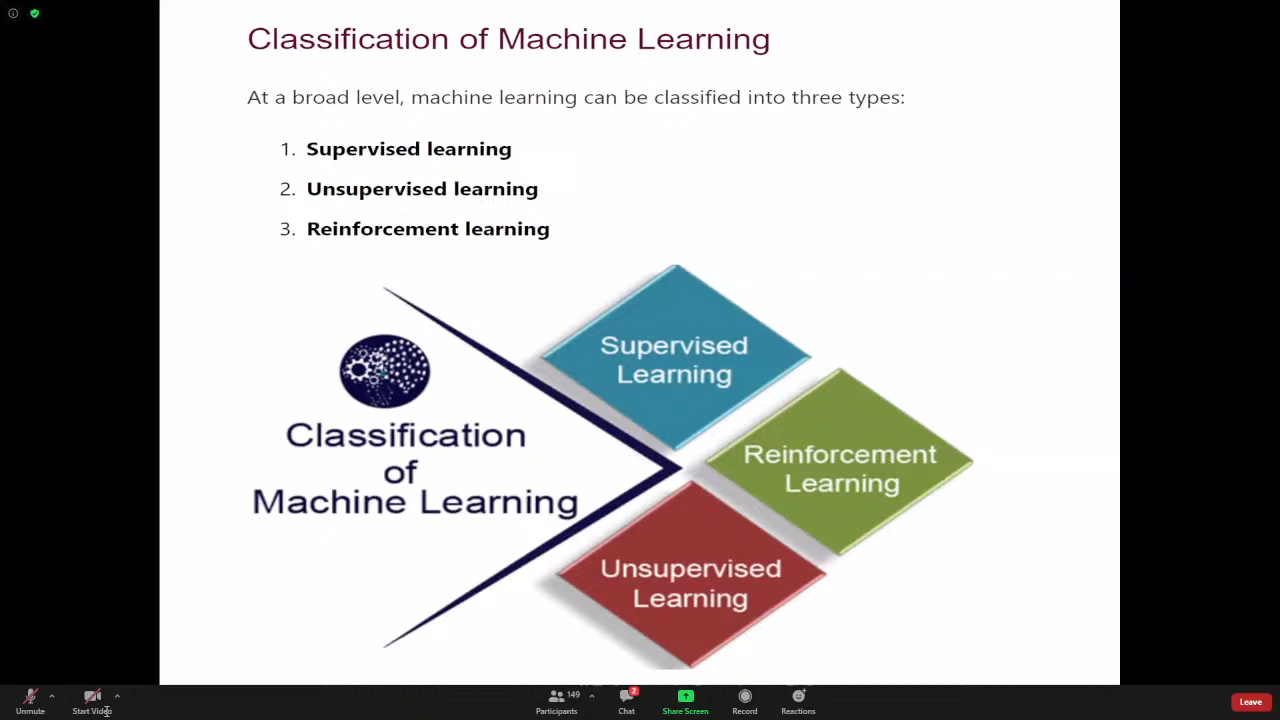 Classification of Machine Learning
At a broad level, machine learning can be classified into three types:
1. Supervised learning
2. Unsupervised learning
3. Reinforcement learning
Classification
of
Machine Learning
Supervised
Learning
Reinforcement
Learning
Unsupervised
Learning
Unmute
Start Video
149
Participants
2
Chat
Share Screen
Record
Reactions
Leave